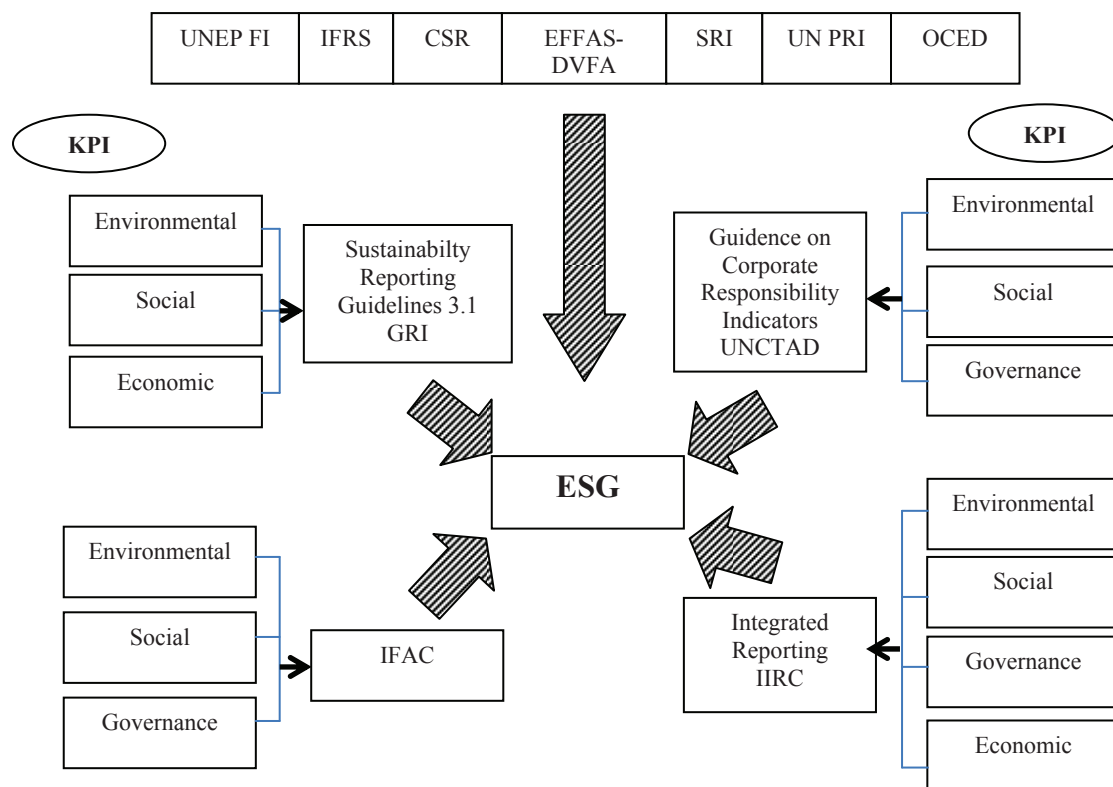 UNEP FI
IFRS
CSR
EFFAS-
DVFA
SRI
UN PRI
OCED
KPI
KPI
Environmental
Social
Economic
Sustainabilty
Reporting
Guidelines 3.1
GRI
Guidence on
Corporate
Responsibility
Indicators
UNCTAD
Environmental
Social
Governance
ESG
Environmental
Social
Governance
IFAC
Integrated
Reporting
IIRC
Environmental
Social
Governance
Economic